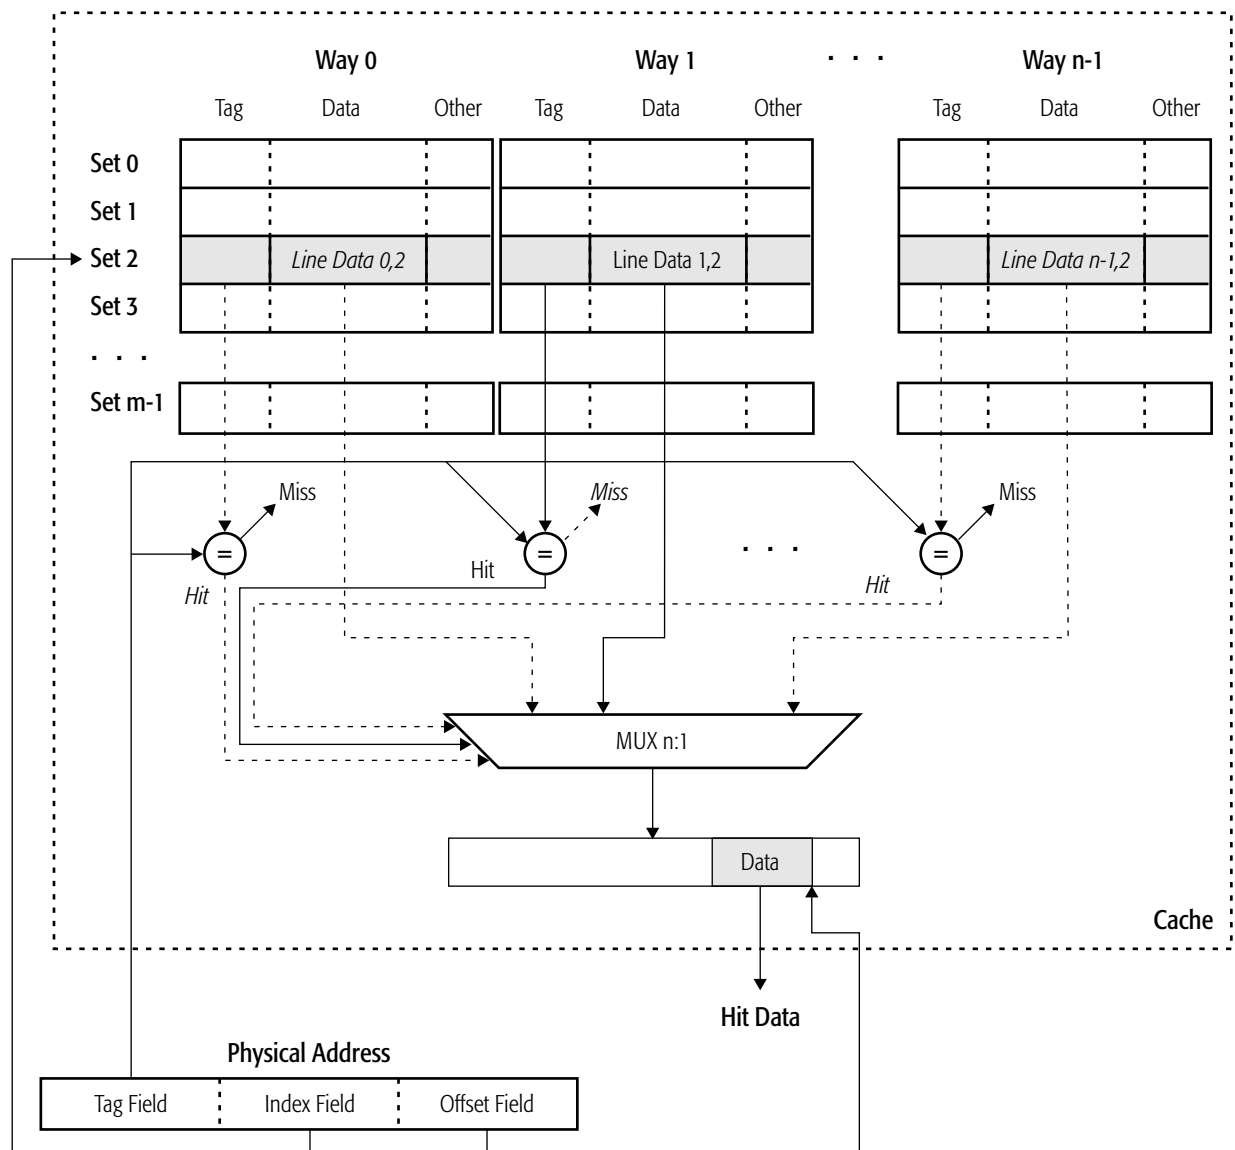 Way 0 Way 1 . . . Way n-1
Tag Data Other Tag Data Other Tag Data Other
Set 0
Set 1
Set 2 Line Data 0,2 Line Data 1,2 Line Data n-1,2
Set 3
. . .
Set m-1
Miss Miss Miss
= = . . . =
Hit Hit Hit
MUX n:1
Data
Cache
Hit Data
Physical Address
Tag Field Index Field Offset Field